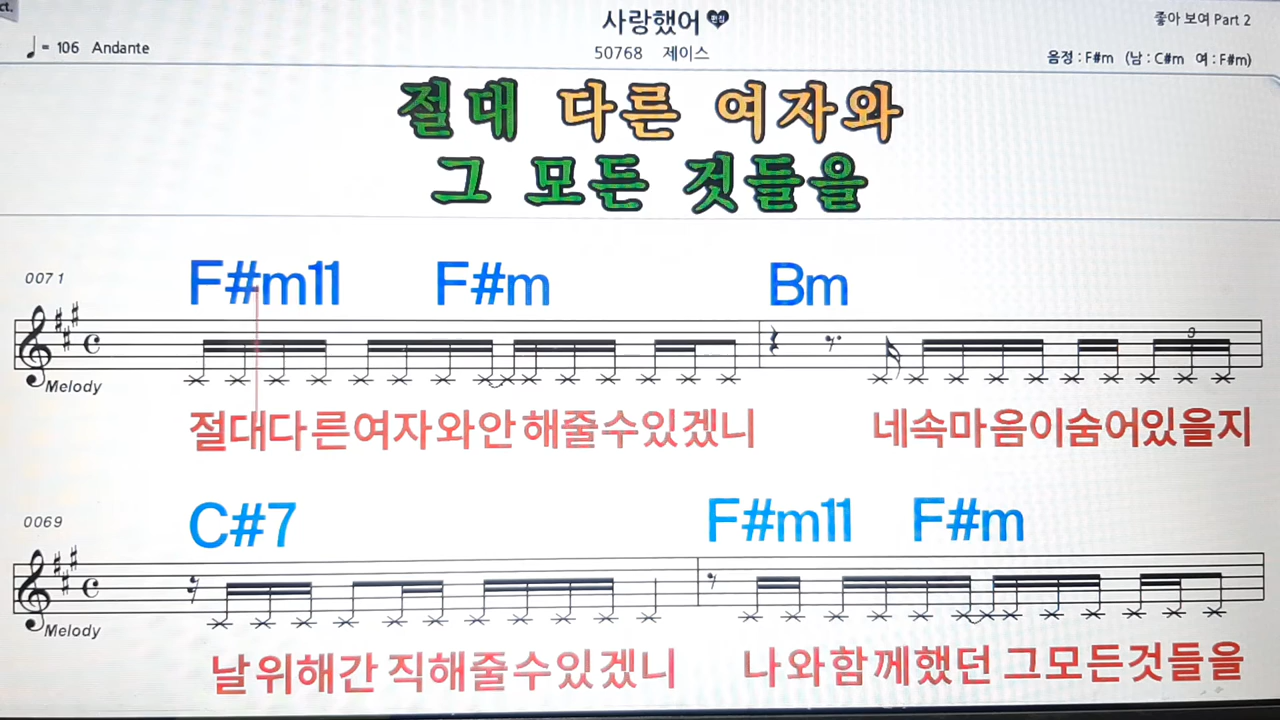 ct.
사랑했어 편집
좋아 보여 Part 2
♩ = 106 Andante
50768 제이스
음정 : F#m (남 : C#m 여 : F#m)
절대 다른 여자와
그 모든 것들을
0071
F#m11 F#m Bm
3
Melody
절대다른여자와안해줄수있겠니 네속마음이숨어있을지
0069
C#7 F#m11 F#m
Melody
날위해간직해줄수있겠니 나와함께했던 그모든것들을